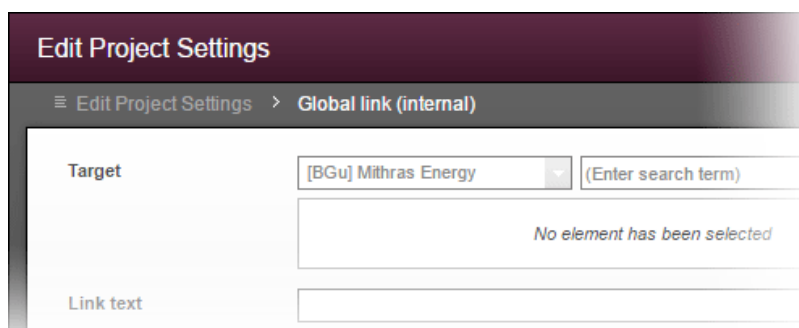 Edit Project Settings
Edit Project Settings > Global link (internal)
Target [BGu] Mithras Energy (Enter search term)
No element has been selected
Link text